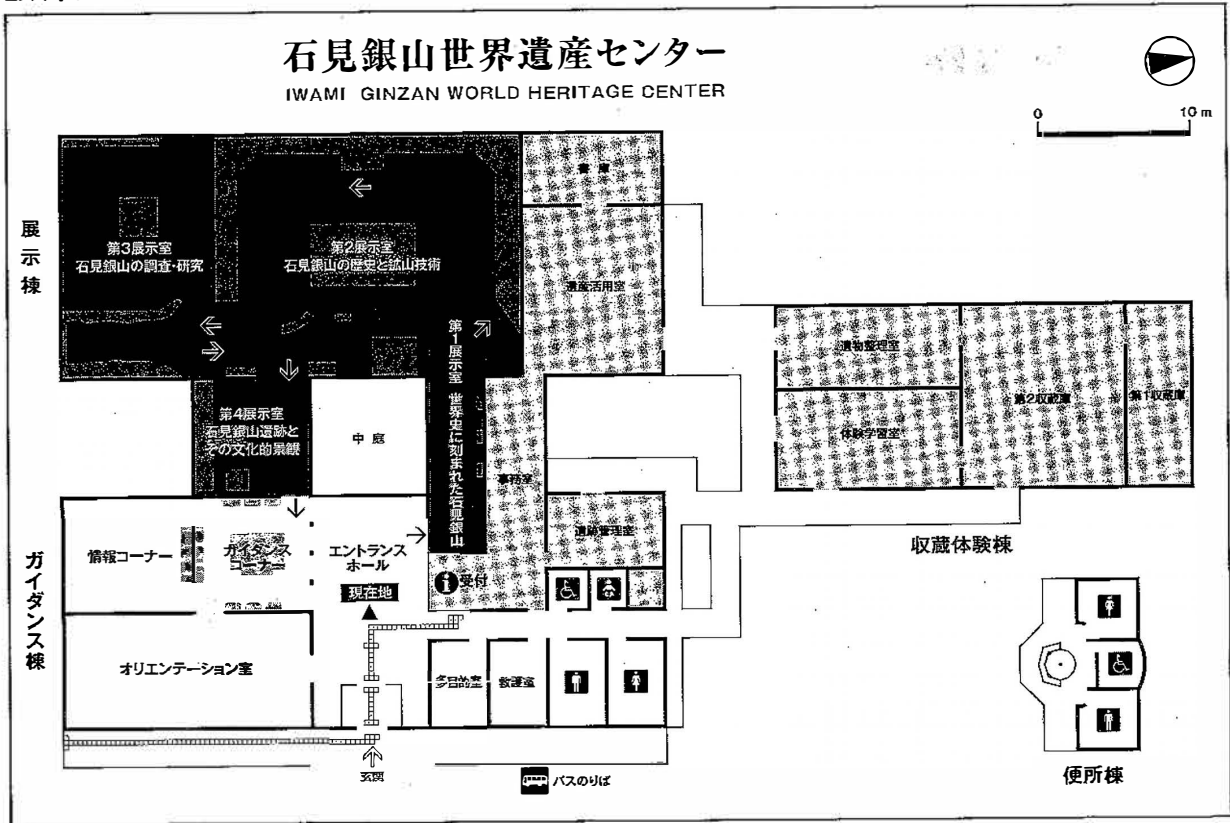 石見銀山世界遺産センター
IWAMI GINZAN WORLD HERITAGE CENTER
0 10 m
展示棟
第3展示室
石見銀山の調査・研究
第2展示室
石見銀山の歴史と鉱山技術
第1展示室 世界史に刻まれた石見銀山
第4展示室
石見銀山遺跡と
その文化的景観
中庭
書庫
遺産活用室
事務室
遺跡管理室
遺物整理室
体験学習室
第2収蔵庫
第1収蔵庫
収蔵体験棟
ガイダンス棟
情報コーナー
ガイダンス
コーナー
エントランス
ホール
現在地
受付
オリエンテーション室
多目的室
救護室
玄関
バスのりば
便所棟